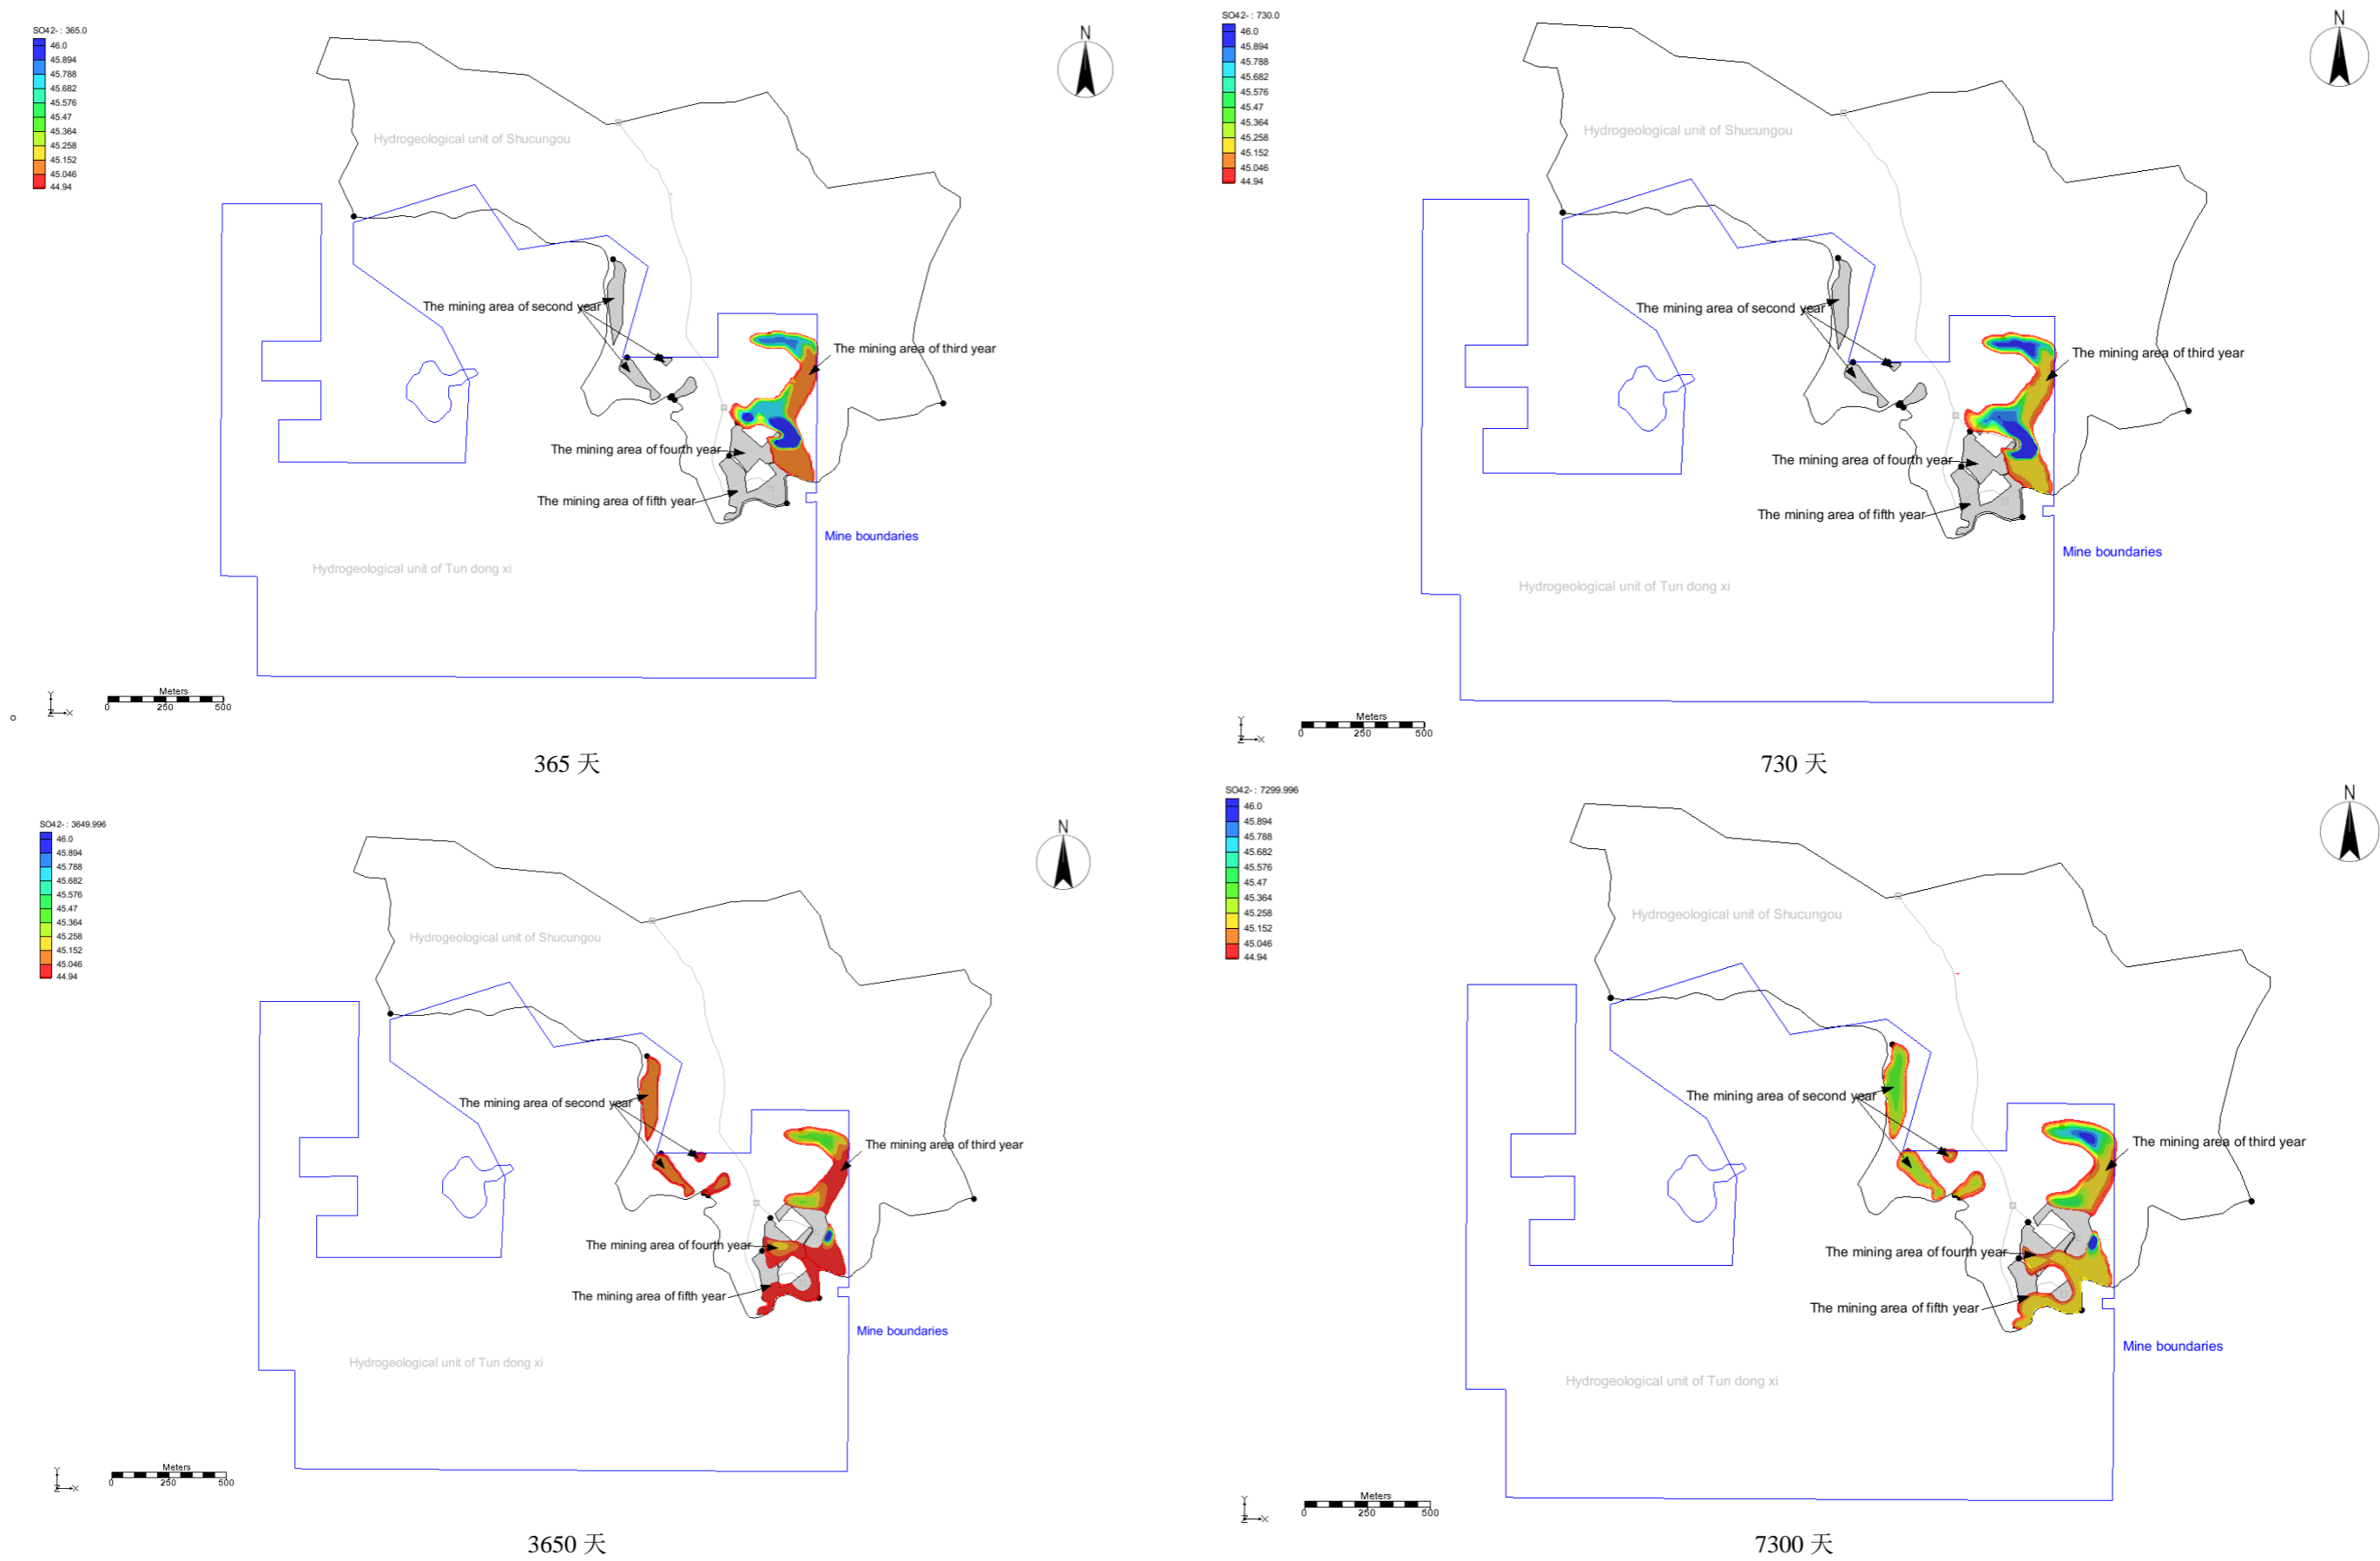 SO42- : 365.0
46.0
45.894
45.788
45.682
45.576
45.47
45.364
45.258
45.152
45.046
44.94
N
Hydrogeological unit of Shucungou
The mining area of second year
The mining area of third year
The mining area of fourth year
The mining area of fifth year
Mine boundaries
Hydrogeological unit of Tun dong xi
Y
Z
X
Meters
0 250 500
365 天
SO42- : 730.0
46.0
45.894
45.788
45.682
45.576
45.47
45.364
45.258
45.152
45.046
44.94
N
Hydrogeological unit of Shucungou
The mining area of second year
The mining area of third year
The mining area of fourth year
The mining area of fifth year
Mine boundaries
Hydrogeological unit of Tun dong xi
Y
Z
X
Meters
0 250 500
730 天
SO42- : 3649.996
46.0
45.894
45.788
45.682
45.576
45.47
45.364
45.258
45.152
45.046
44.94
N
Hydrogeological unit of Shucungou
The mining area of second year
The mining area of third year
The mining area of fourth year
The mining area of fifth year
Mine boundaries
Hydrogeological unit of Tun dong xi
Y
Z
X
Meters
0 250 500
3650 天
SO42- : 7299.996
46.0
45.894
45.788
45.682
45.576
45.47
45.364
45.258
45.152
45.046
44.94
N
Hydrogeological unit of Shucungou
The mining area of second year
The mining area of third year
The mining area of fourth year
The mining area of fifth year
Mine boundaries
Hydrogeological unit of Tun dong xi
Y
Z
X
Meters
0 250 500
7300 天